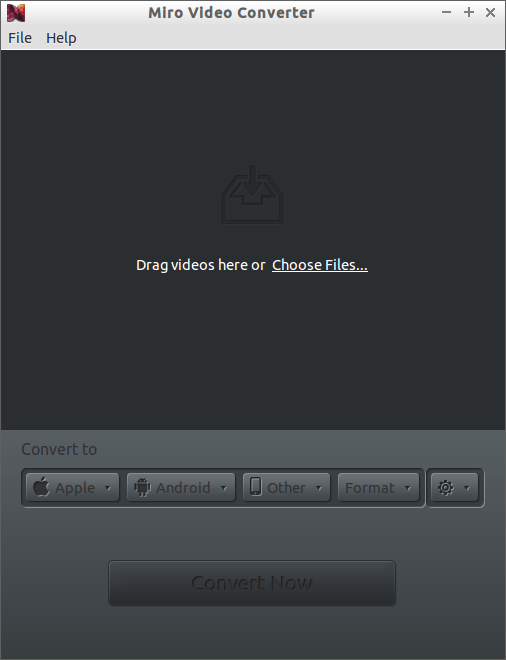 Miro Video Converter
File Help
Drag videos here or Choose Files...
Convert to
Apple Android Other Format
Convert Now